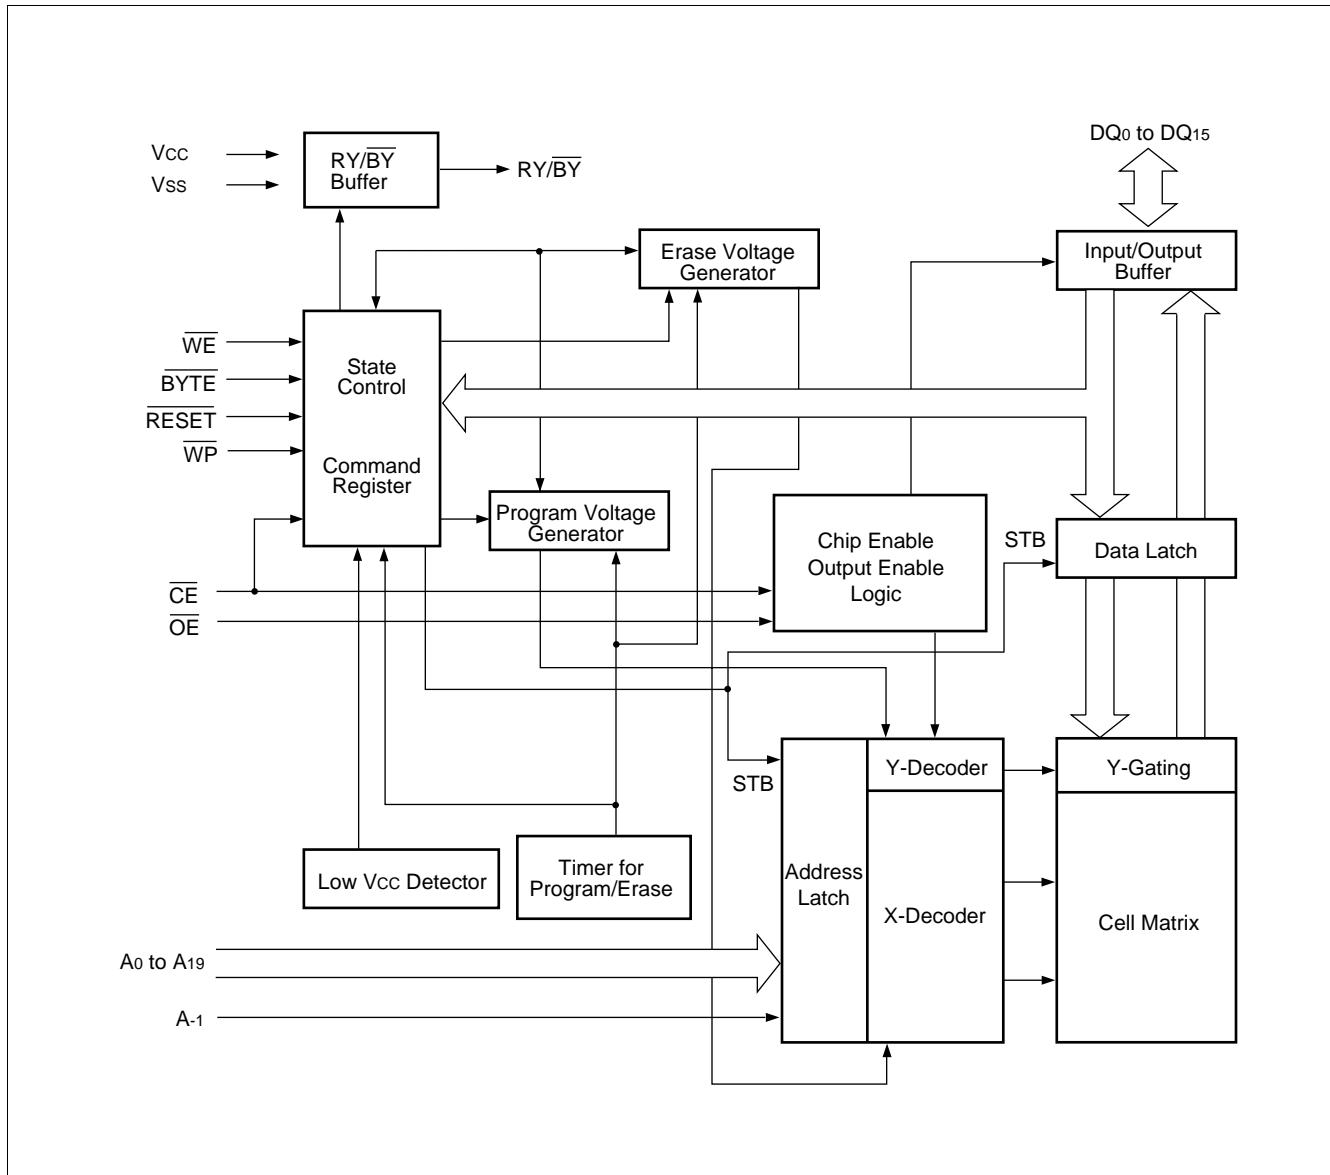 VCC
VSS
RY/BY
Buffer
RY/BY
DQ0 to DQ15
Erase Voltage
Generator
Input/Output
Buffer
WE
BYTE
RESET
WP
State
Control
Command
Register
Program Voltage
Generator
Chip Enable
Output Enable
Logic
STB
Data Latch
CE
OE
STB
Y-Decoder
Y-Gating
Low VCC Detector
Timer for
Program/Erase
Address
Latch
X-Decoder
Cell Matrix
A0 to A19
A-1